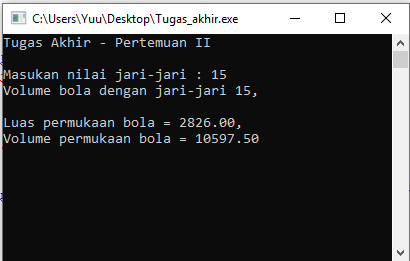 C:\Users\Yuu\Desktop\Tugas_akhir.exe
Tugas Akhir - Pertemuan II
Masukan nilai jari-jari : 15
Volume bola dengan jari-jari 15,
Luas permukaan bola = 2826.00,
Volume permukaan bola = 10597.50